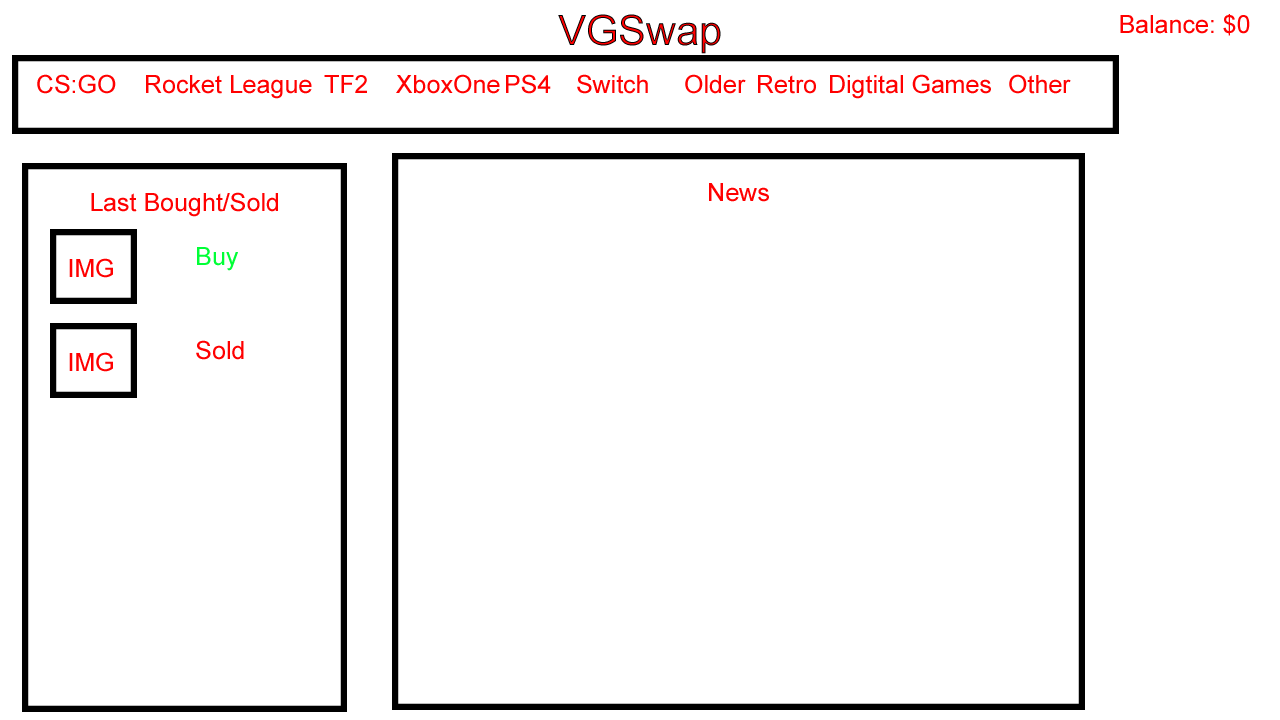 VGSwap
Balance: $0
CS:GO Rocket League TF2 XboxOne PS4 Switch Older Retro Digtital Games Other
Last Bought/Sold
IMG Buy
IMG Sold
News